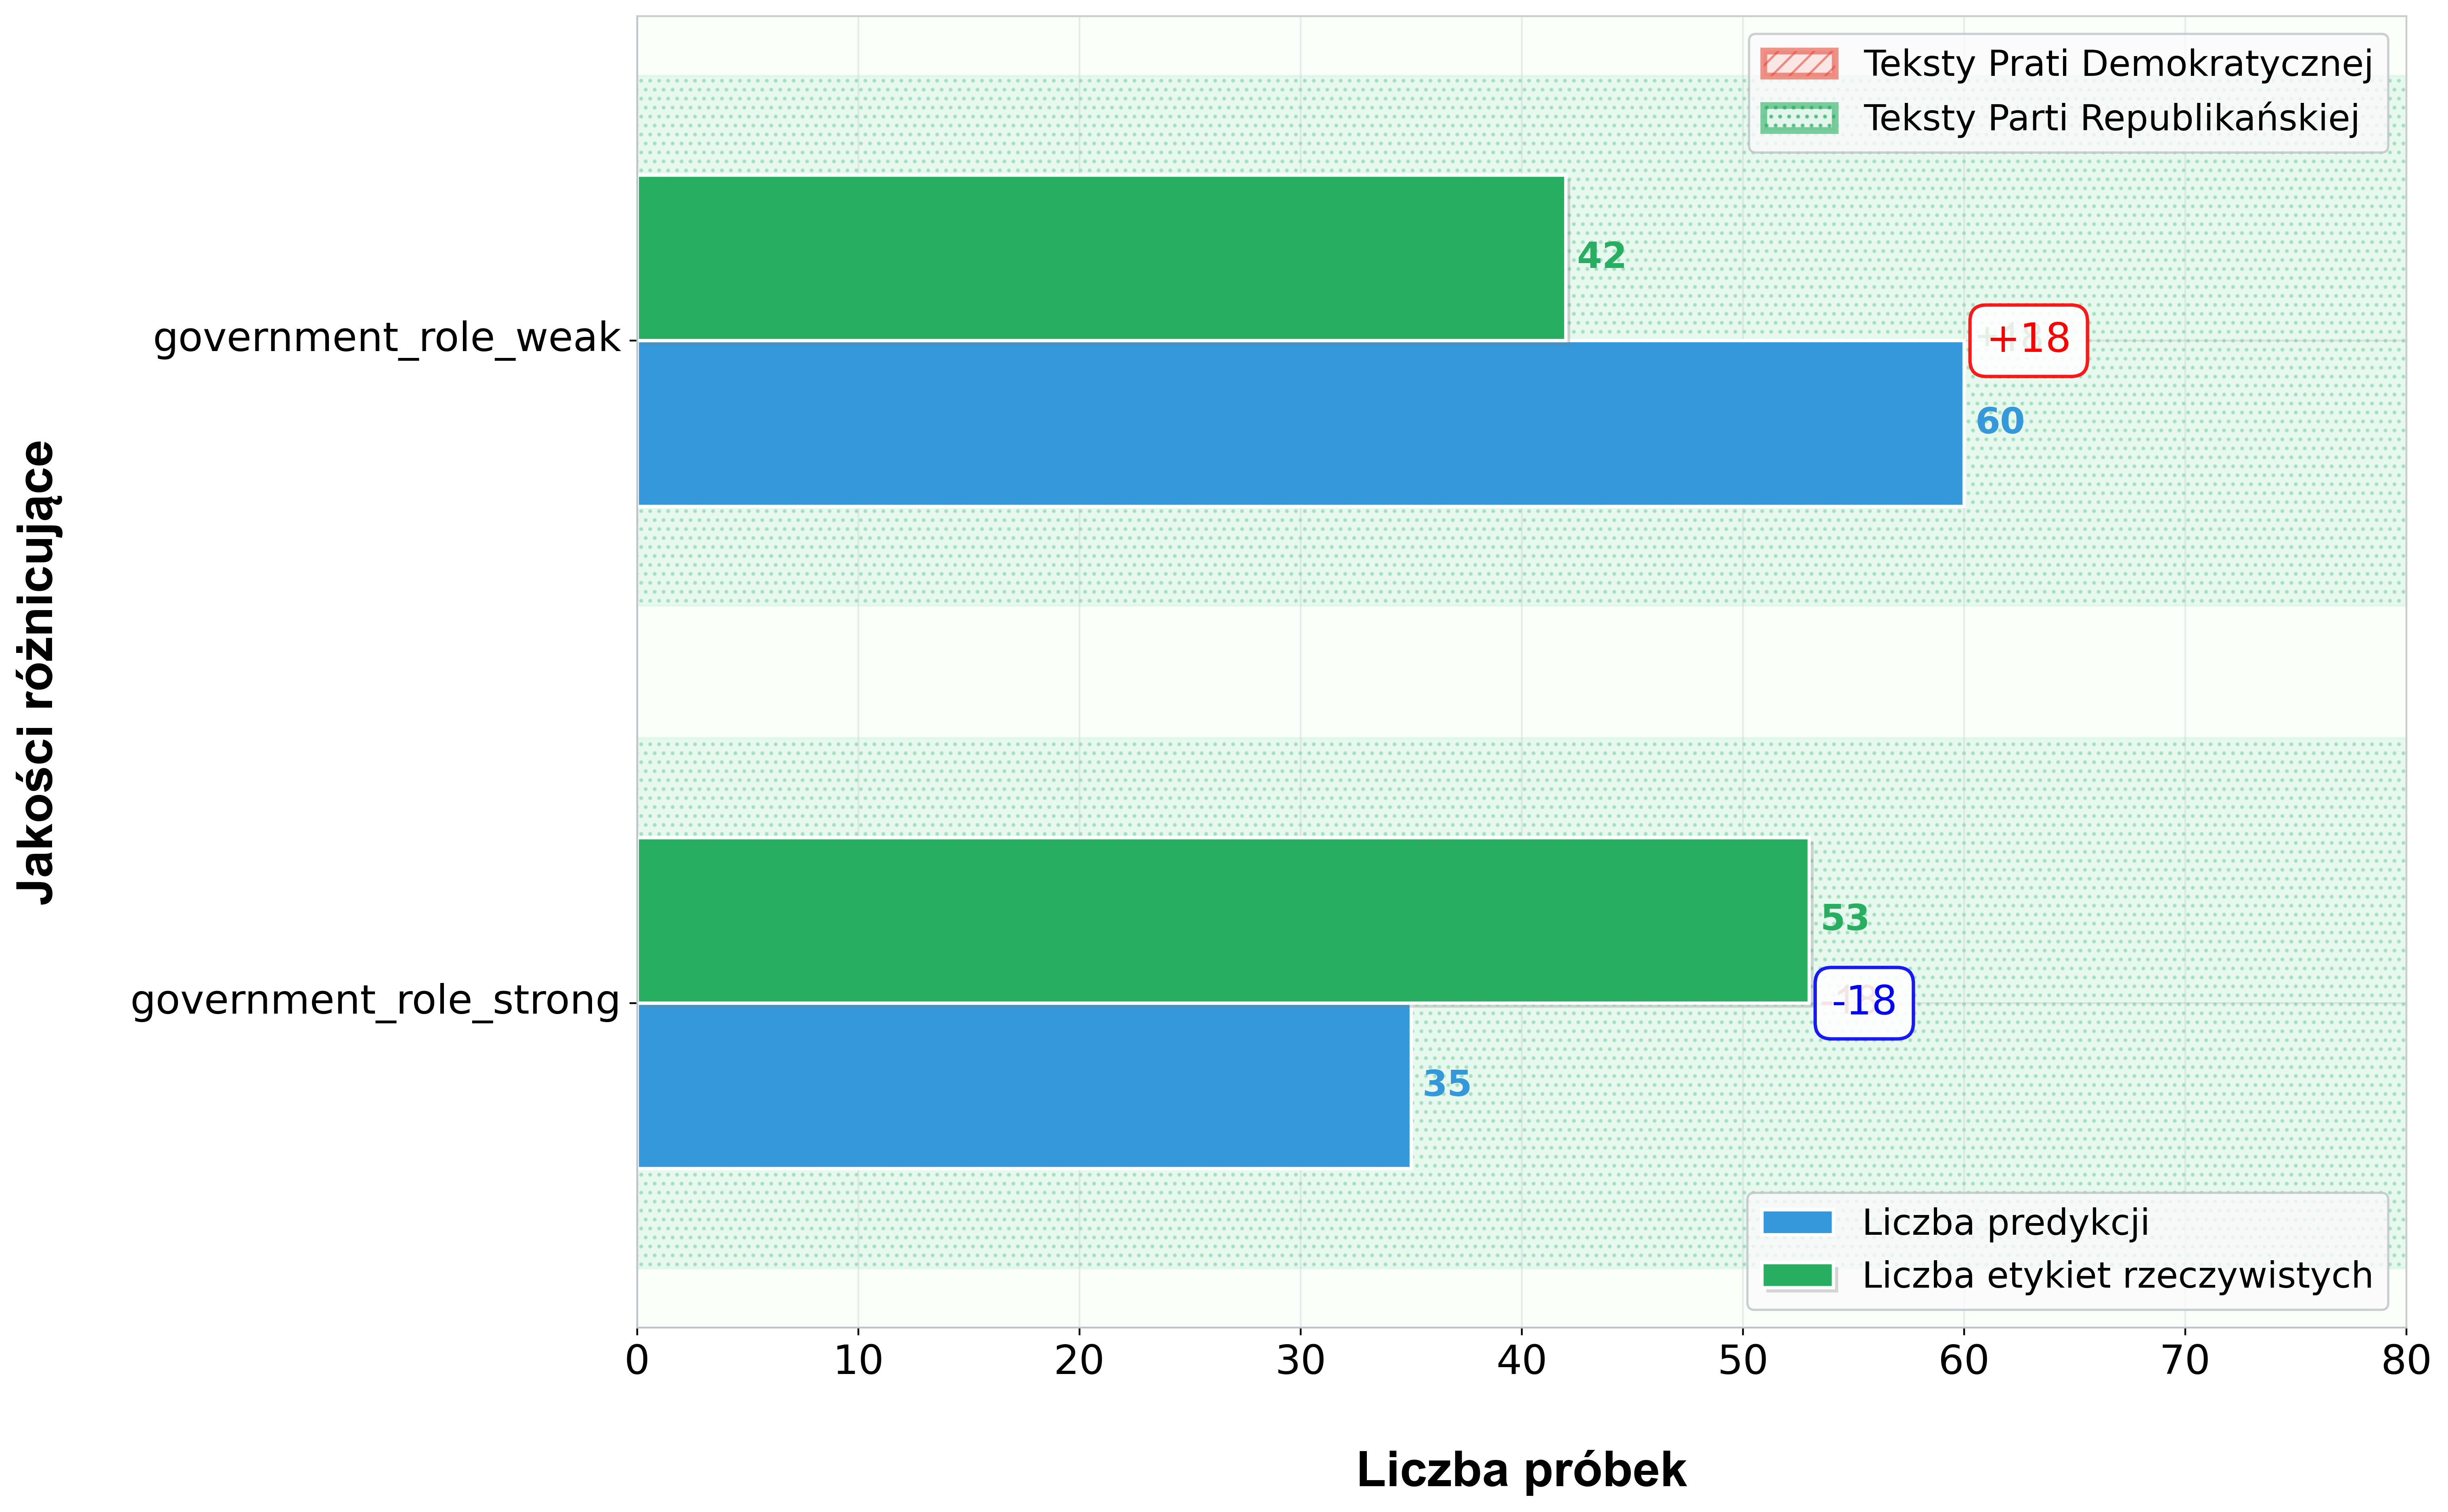 Teksty Prati Demokratycznej
Teksty Parti Republikańskiej
42
government_role_weak
+18
60
Jakości różnicujące
53
government_role_strong
-18
35
Liczba predykcji
Liczba etykiet rzeczywistych
0 10 20 30 40 50 60 70 80
Liczba próbek